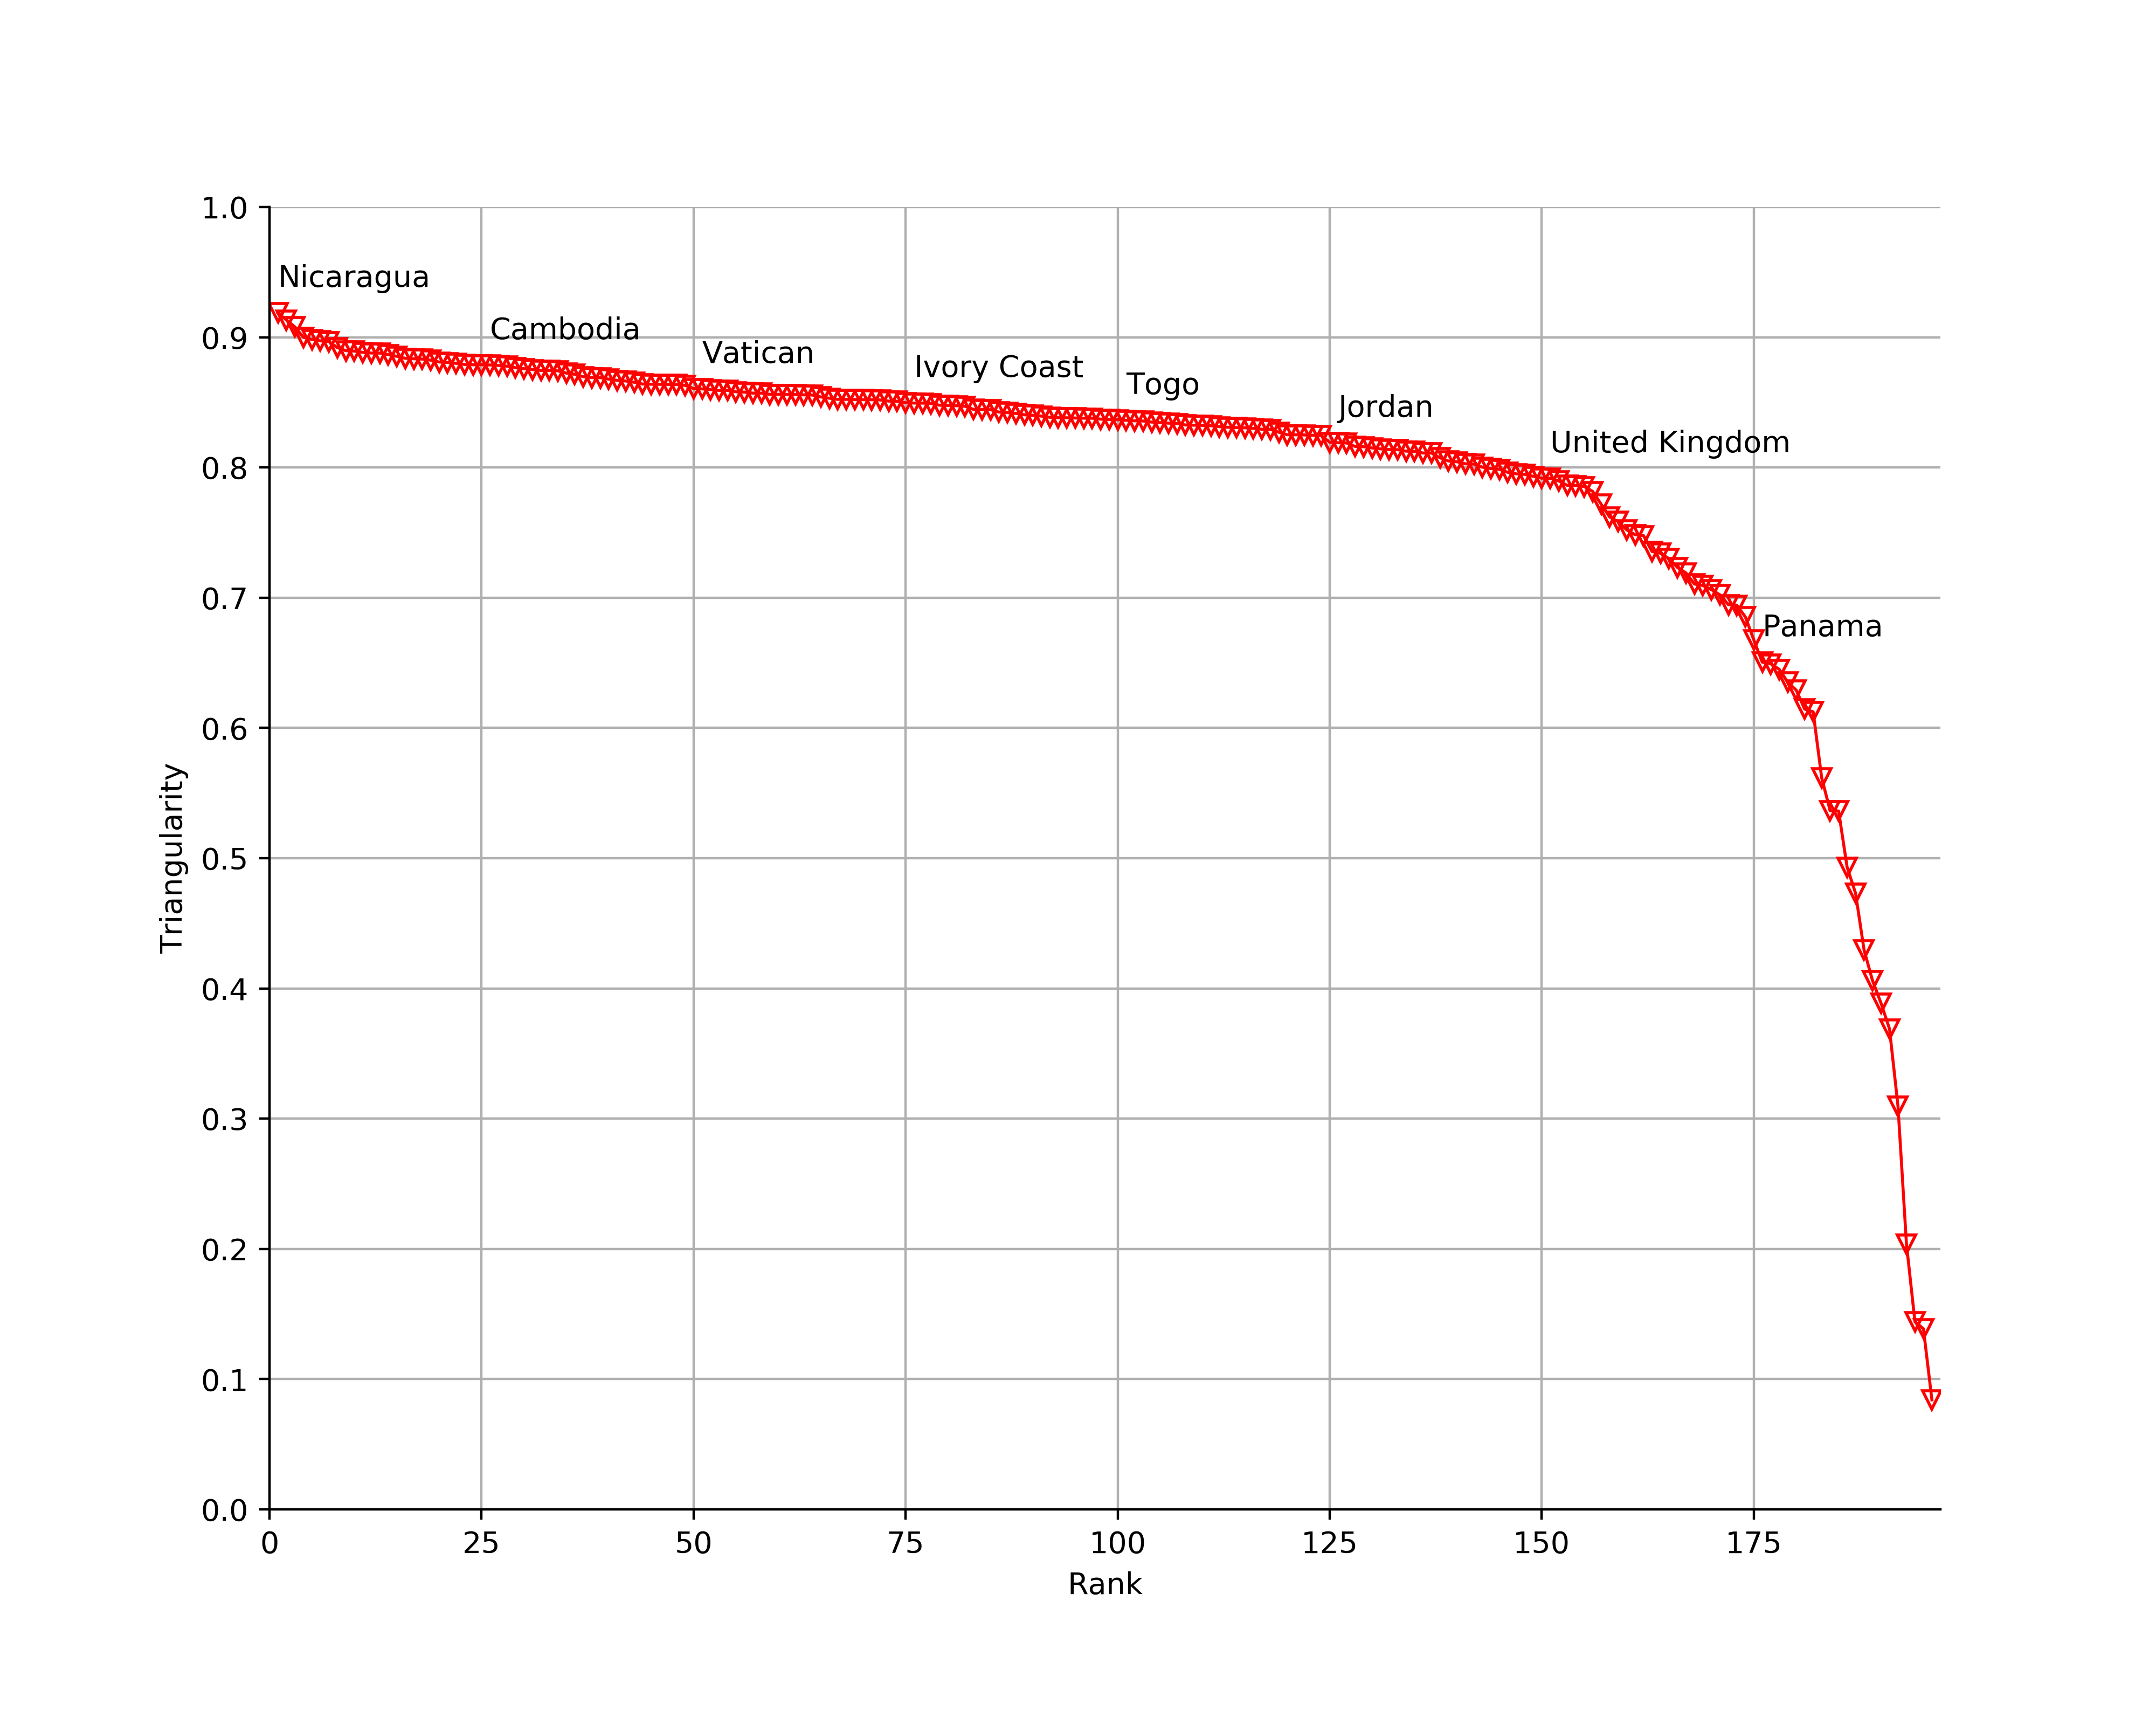 1.0
Nicaragua
0.9
Cambodia
Vatican
Ivory Coast
Togo
Jordan
United Kingdom
0.8
0.7
Panama
0.6
0.5
Triangularity
0.4
0.3
0.2
0.1
0.0
0 25 50 75 100 125 150 175
Rank